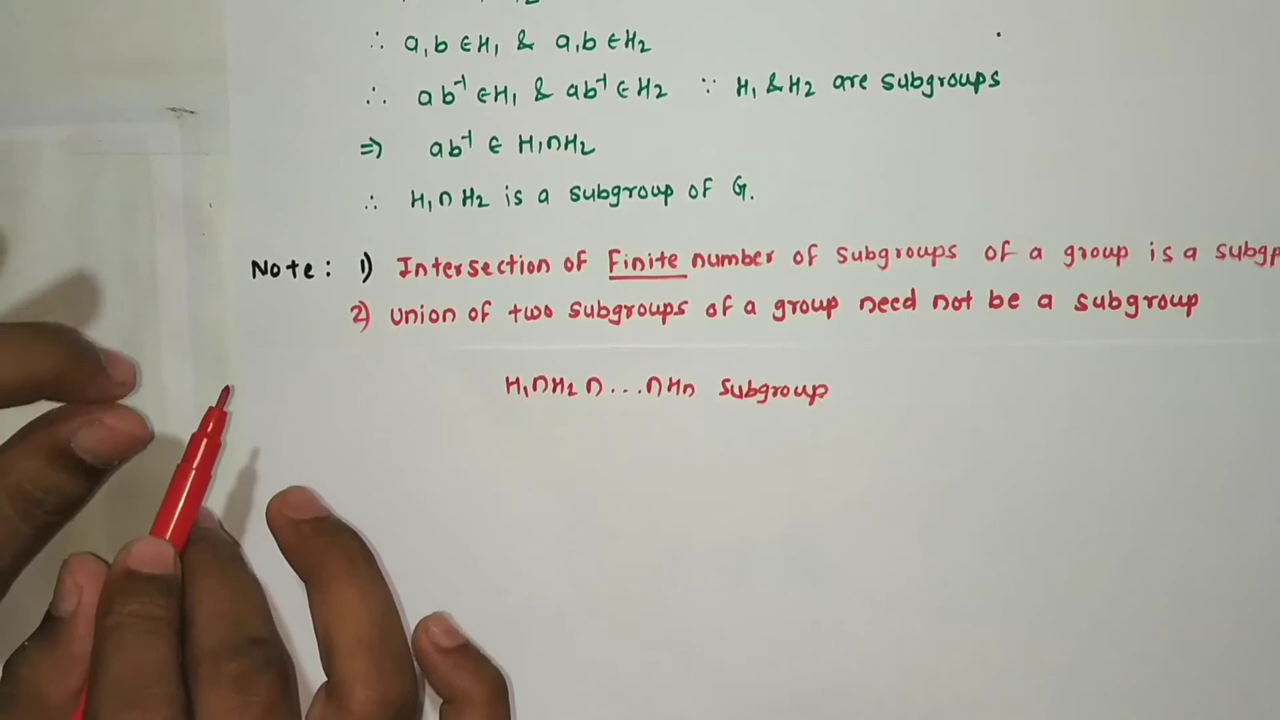 ∴ a,b ∈ H₁ & a,b ∈ H₂
∴ ab⁻¹ ∈ H₁ & ab⁻¹ ∈ H₂ ∵ H₁ & H₂ are subgroups
⇒ ab⁻¹ ∈ H₁∩H₂
∴ H₁∩H₂ is a subgroup of G.
Note: 1) Intersection of Finite number of subgroups of a group is a subgr
2) union of two subgroups of a group need not be a subgroup
H₁∩H₂∩...∩Hn subgroup